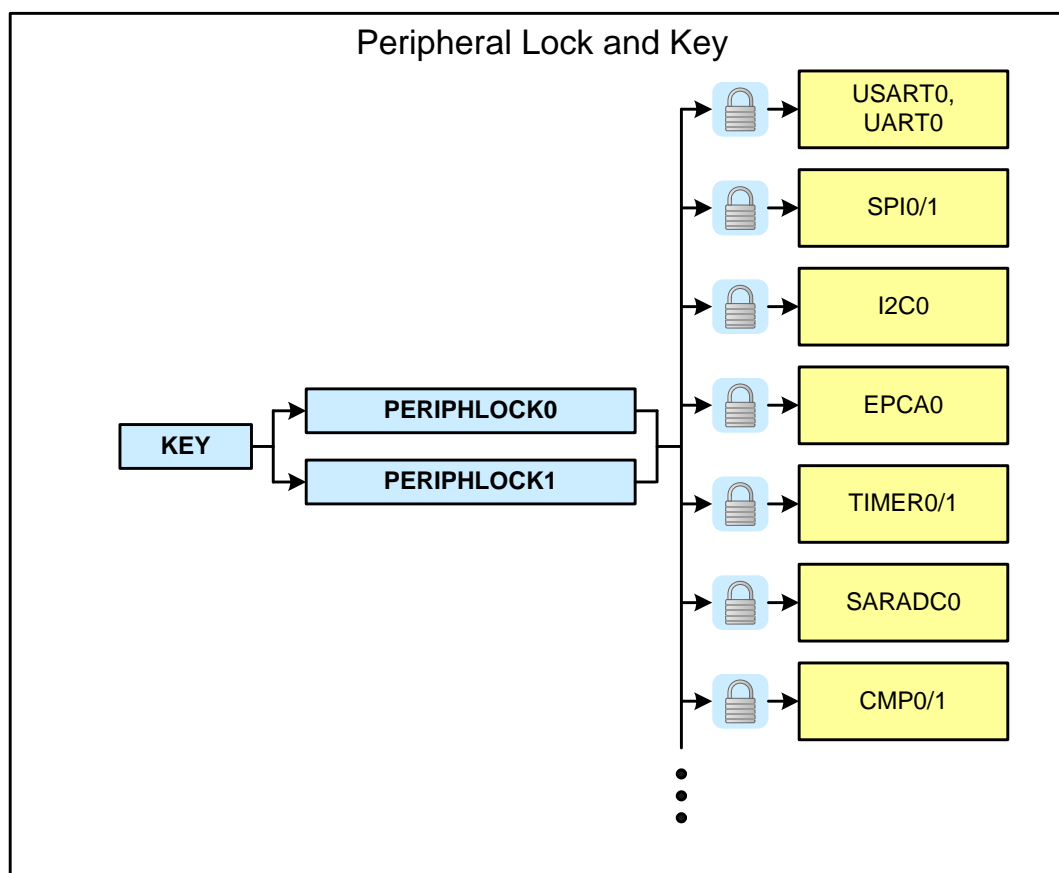 Peripheral Lock and Key
USART0,
UART0
SPI0/1
I2C0
EPCA0
PERIPHLOCK0
KEY
PERIPHLOCK1
TIMER0/1
SARADC0
CMP0/1